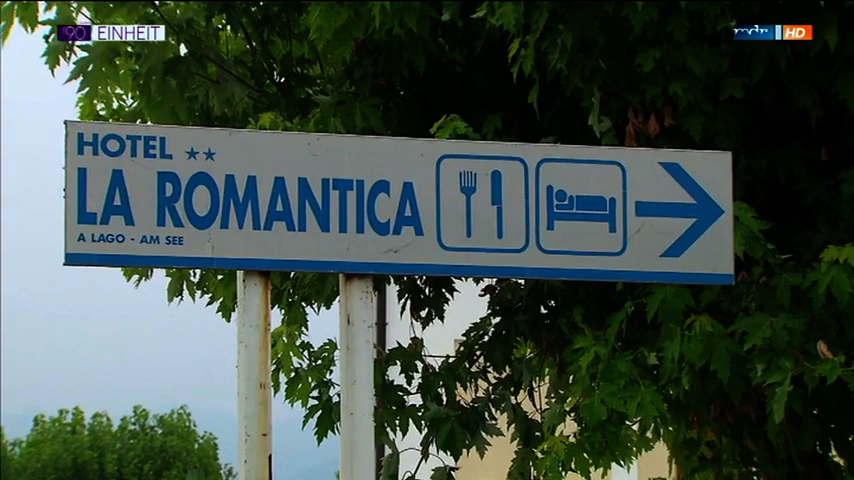 '90 EINHEIT
mdr HD
HOTEL
LA ROMANTICA
A LAGO - AM SEE